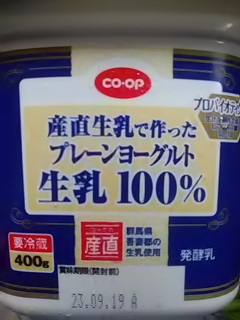 CO·OP
プロバイオティ
産直生乳で作った
プレーンヨーグルト
生乳100%
要冷蔵
400g
産直
群馬県
吾妻郡の
生乳使用
発酵乳
賞味期限(開封前)
23.09.19 A